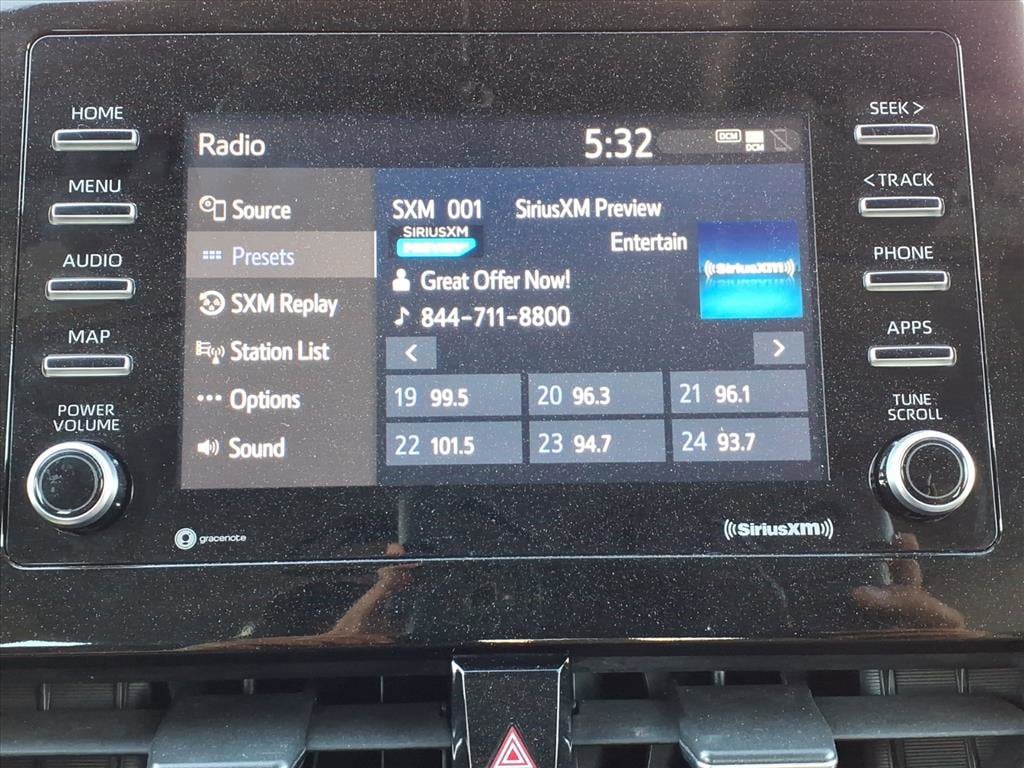 HOME
MENU
AUDIO
MAP
POWER
VOLUME
Radio
5:32
DCM
DCM
Source
Presets
SXM Replay
Station List
Options
Sound
SXM 001 SiriusXM Preview
SIRIUSXM
PREVIEW
Entertain
((SiriusXM))
Great Offer Now!
844-711-8800
<
>
19 99.5
20 96.3
21 96.1
22 101.5
23 94.7
24 93.7
SEEK >
< TRACK
PHONE
APPS
TUNE
SCROLL
gracenote
((SiriusXM))